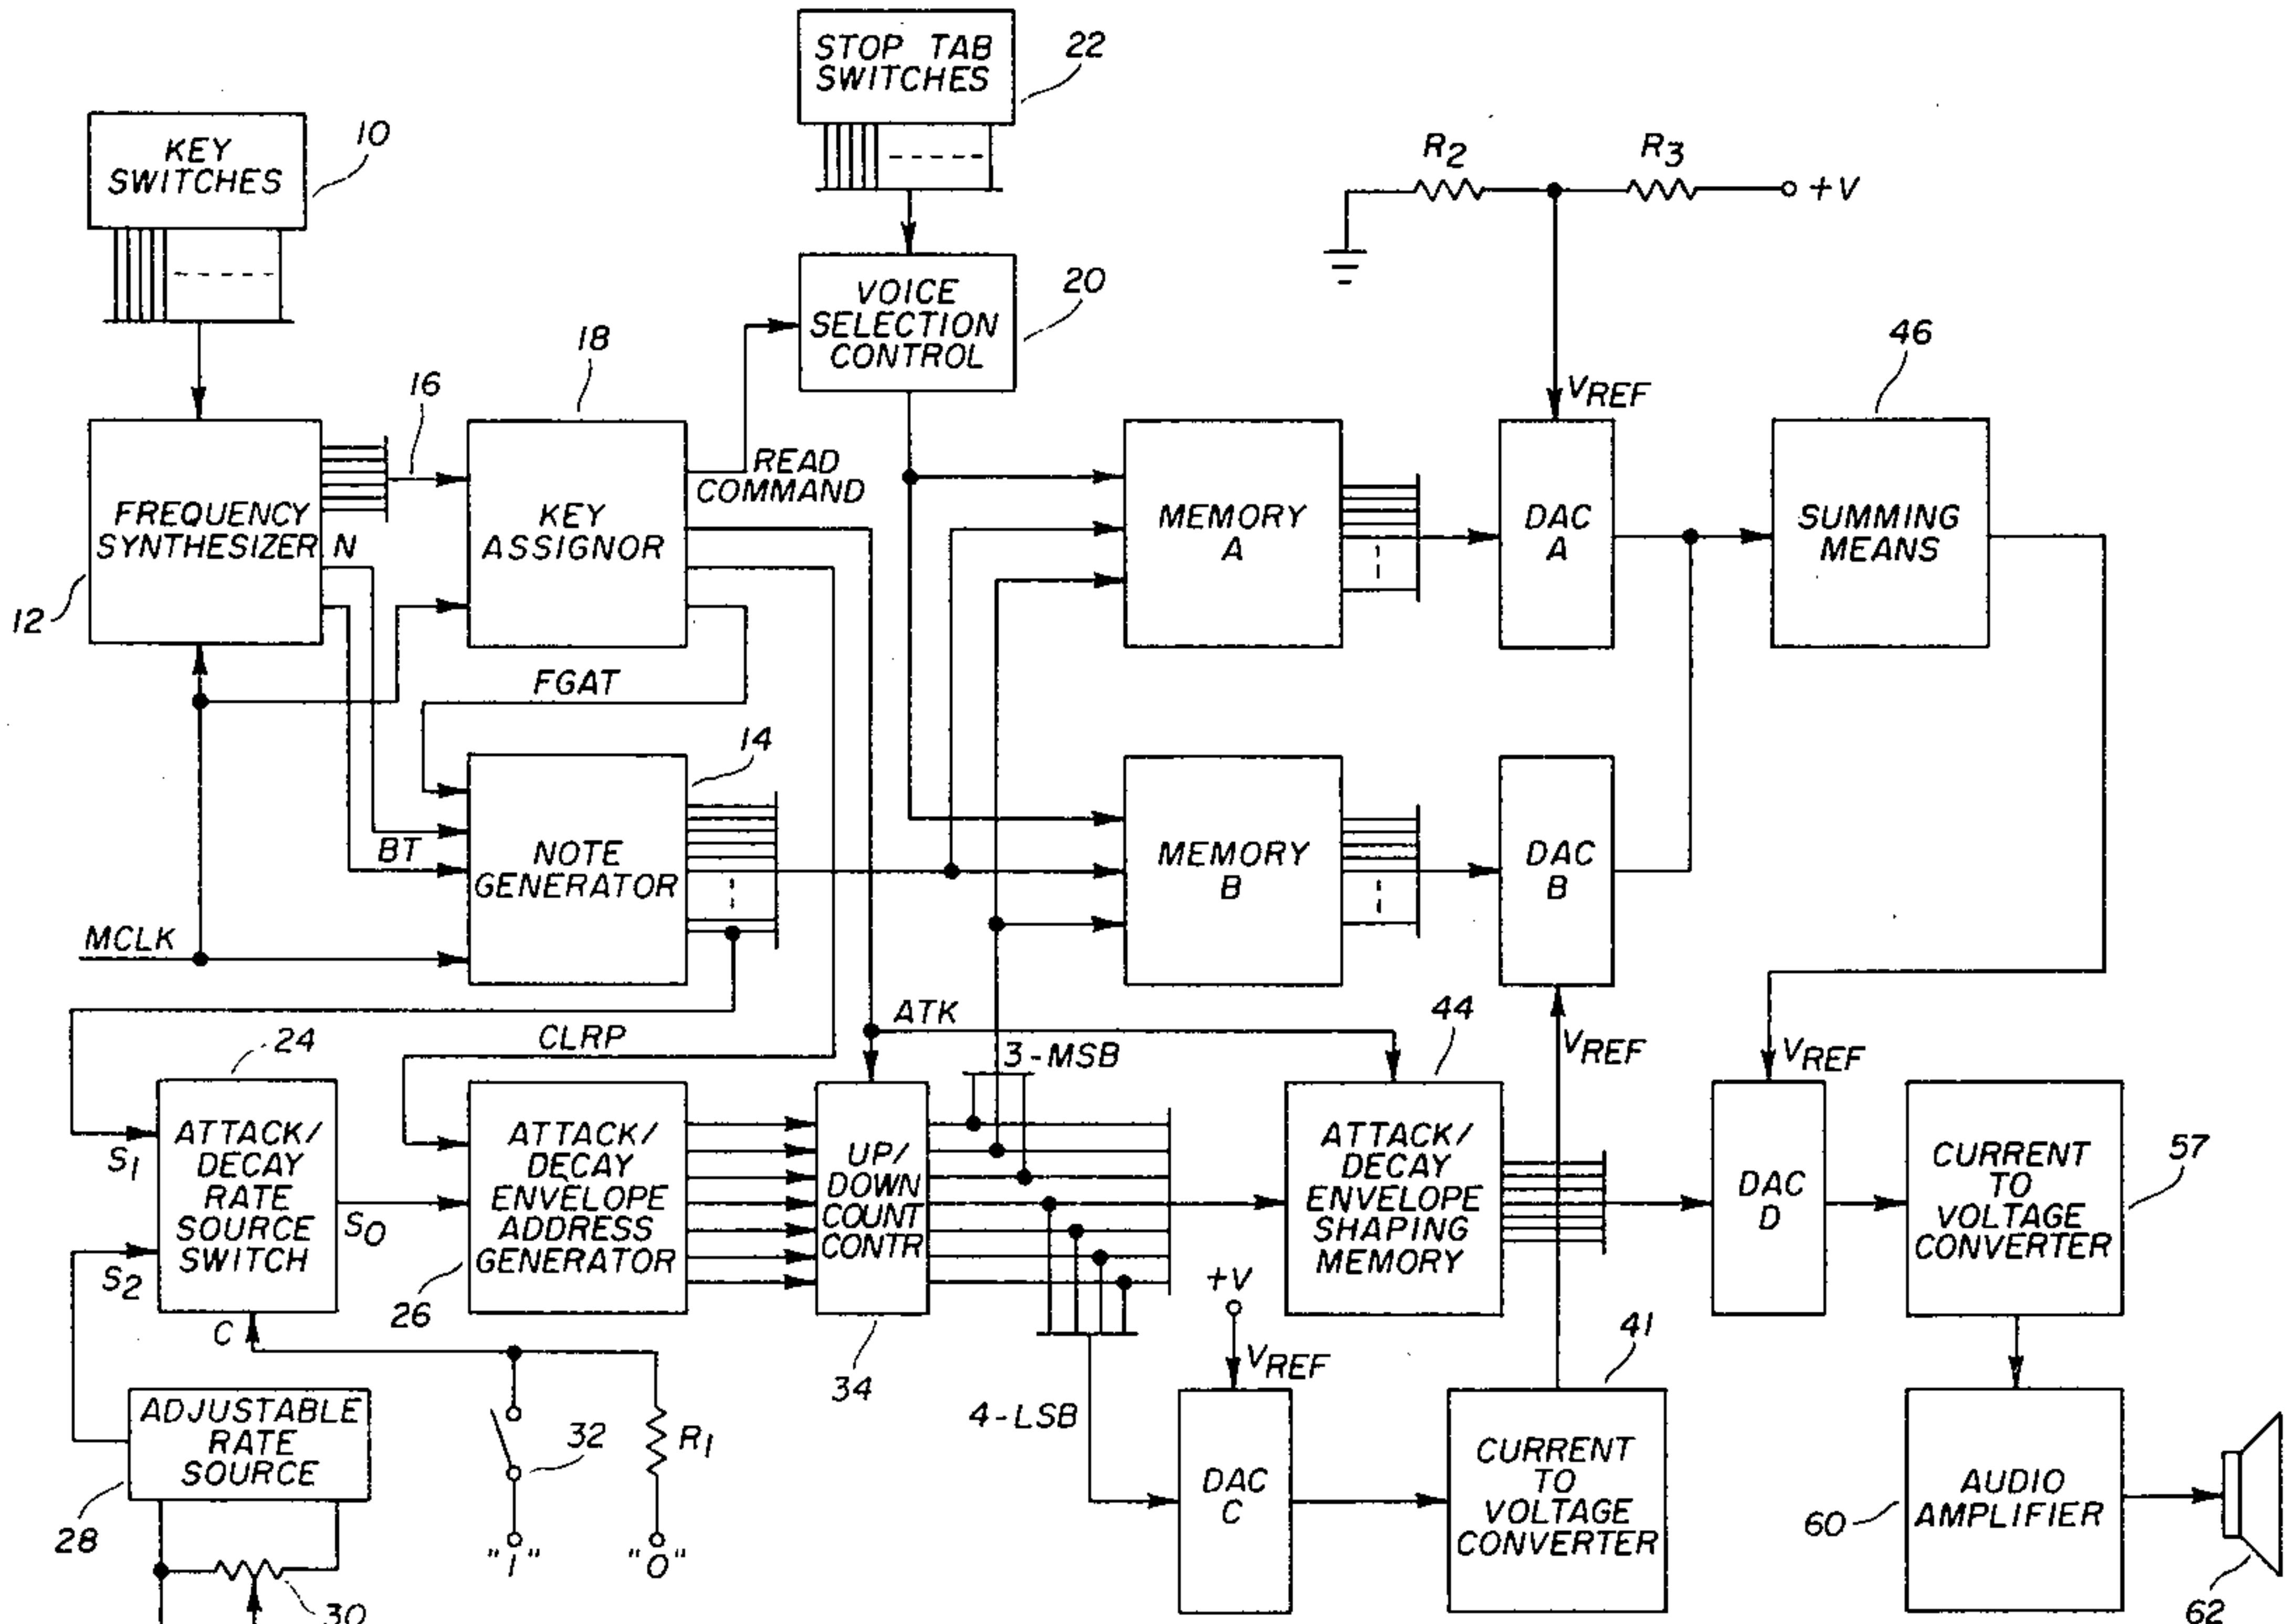 STOP TAB
SWITCHES
22
KEY
SWITCHES
10
R2
R3
+V
VOICE
SELECTION
CONTROL
20
16
18
46
VREF
FREQUENCY
SYNTHESIZER
N
12
KEY
ASSIGNOR
READ
COMMAND
MEMORY
A
DAC
A
SUMMING
MEANS
FGAT
14
BT
NOTE
GENERATOR
MEMORY
B
DAC
B
MCLK
ATK
CLRP
3-MSB
44
VREF
VREF
24
S1
ATTACK/
DECAY
RATE
SOURCE
SWITCH
S0
S2
C
ATTACK/
DECAY
ENVELOPE
ADDRESS
GENERATOR
26
UP/
DOWN
COUNT
CONTR
34
ATTACK/
DECAY
ENVELOPE
SHAPING
MEMORY
DAC
D
CURRENT
TO
VOLTAGE
CONVERTER
57
+V
VREF
41
4-LSB
ADJUSTABLE
RATE
SOURCE
28
30
32
R1
"1"
"0"
DAC
C
CURRENT
TO
VOLTAGE
CONVERTER
AUDIO
AMPLIFIER
60
62